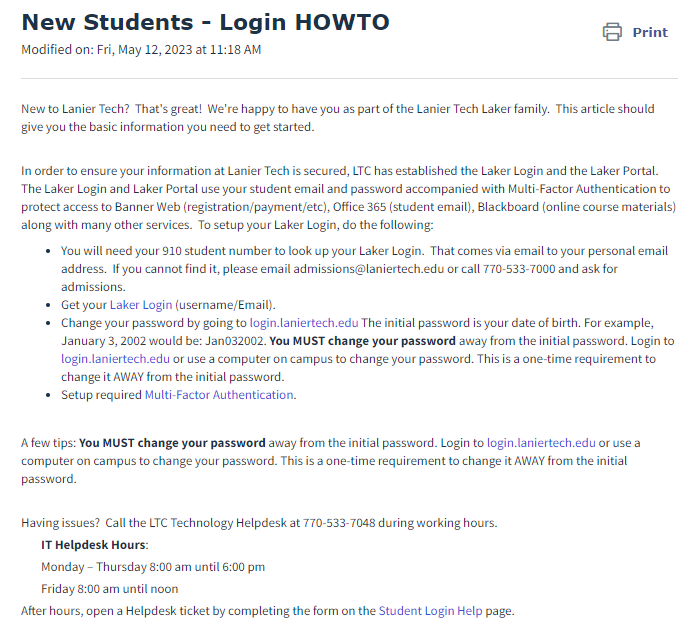 New Students - Login HOWTO
Print
Modified on: Fri, May 12, 2023 at 11:18 AM
New to Lanier Tech?  That's great!  We're happy to have you as part of the Lanier Tech Laker family.  This article should
give you the basic information you need to get started.
In order to ensure your information at Lanier Tech is secured, LTC has established the Laker Login and the Laker Portal.
The Laker Login and Laker Portal use your student email and password accompanied with Multi-Factor Authentication to
protect access to Banner Web (registration/payment/etc), Office 365 (student email), Blackboard (online course materials)
along with many other services.  To setup your Laker Login, do the following:
• You will need your 910 student number to look up your Laker Login.  That comes via email to your personal email
address.  If you cannot find it, please email admissions@laniertech.edu or call 770-533-7000 and ask for
admissions.
• Get your Laker Login (username/Email).
• Change your password by going to login.laniertech.edu The initial password is your date of birth. For example,
January 3, 2002 would be: Jan032002. You MUST change your password away from the initial password. Login to
login.laniertech.edu or use a computer on campus to change your password. This is a one-time requirement to
change it AWAY from the initial password.
• Setup required Multi-Factor Authentication.
A few tips: You MUST change your password away from the initial password. Login to login.laniertech.edu or use a
computer on campus to change your password. This is a one-time requirement to change it AWAY from the initial
password.
Having issues?  Call the LTC Technology Helpdesk at 770-533-7048 during working hours.
IT Helpdesk Hours:
Monday – Thursday 8:00 am until 6:00 pm
Friday 8:00 am until noon
After hours, open a Helpdesk ticket by completing the form on the Student Login Help page.